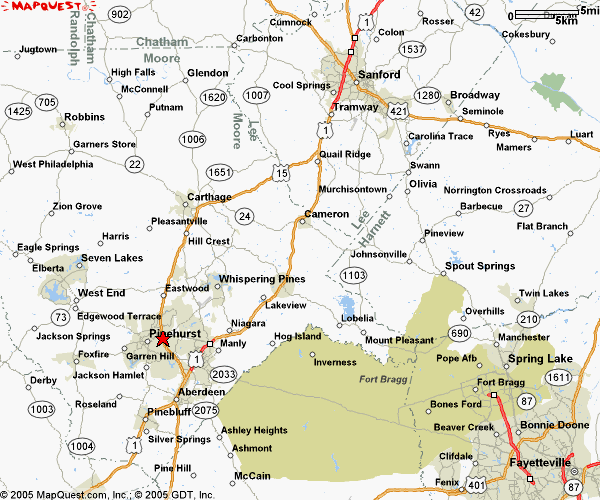 MAPQUEST
902
Cumnock
1
Rosser
42
5mi
5km
Cokesbury
Chatham
Randolph
Chatham
Moore
Carbonton
Colon
1537
Jugtown
High Falls
Glendon
Sanford
McConnell
Cool Springs
1280
Broadway
705
1620
1007
Tramway
421
Seminole
1425
Robbins
Putnam
Lee
Moore
1
Ryes
Mamers
Luart
Garners Store
Carolina Trace
West Philadelphia
22
Quail Ridge
Swann
1651
15
Murchisontown
Olivia
Norrington Crossroads
Carthage
Zion Grove
Pleasantville
24
Cameron
Barbecue
27
Lee
Harnett
Flat Branch
Harris
Hill Crest
Pineview
Eagle Springs
Seven Lakes
Johnsonville
Elberta
Spout Springs
Whispering Pines
1103
West End
Eastwood
Lakeview
Twin Lakes
73
Edgewood Terrace
Niagara
Lobelia
Overhills
210
Jackson Springs
Pinehurst
Manly
Hog Island
Mount Pleasant
690
Manchester
Foxfire
Garren Hill
1
Inverness
Pope Afb
Spring Lake
Jackson Hamlet
2033
Fort Bragg
Fort Bragg
1611
Derby
Aberdeen
87
Roseland
1003
Pinebluff
2075
Bones Ford
1004
1
Silver Springs
Ashley Heights
Beaver Creek
Bonnie Doone
87
Ashmont
Clifdale
Fayetteville
Pine Hill
McCain
Fenix
401
© 2005 MapQuest.com, Inc.; © 2005 GDT, Inc.